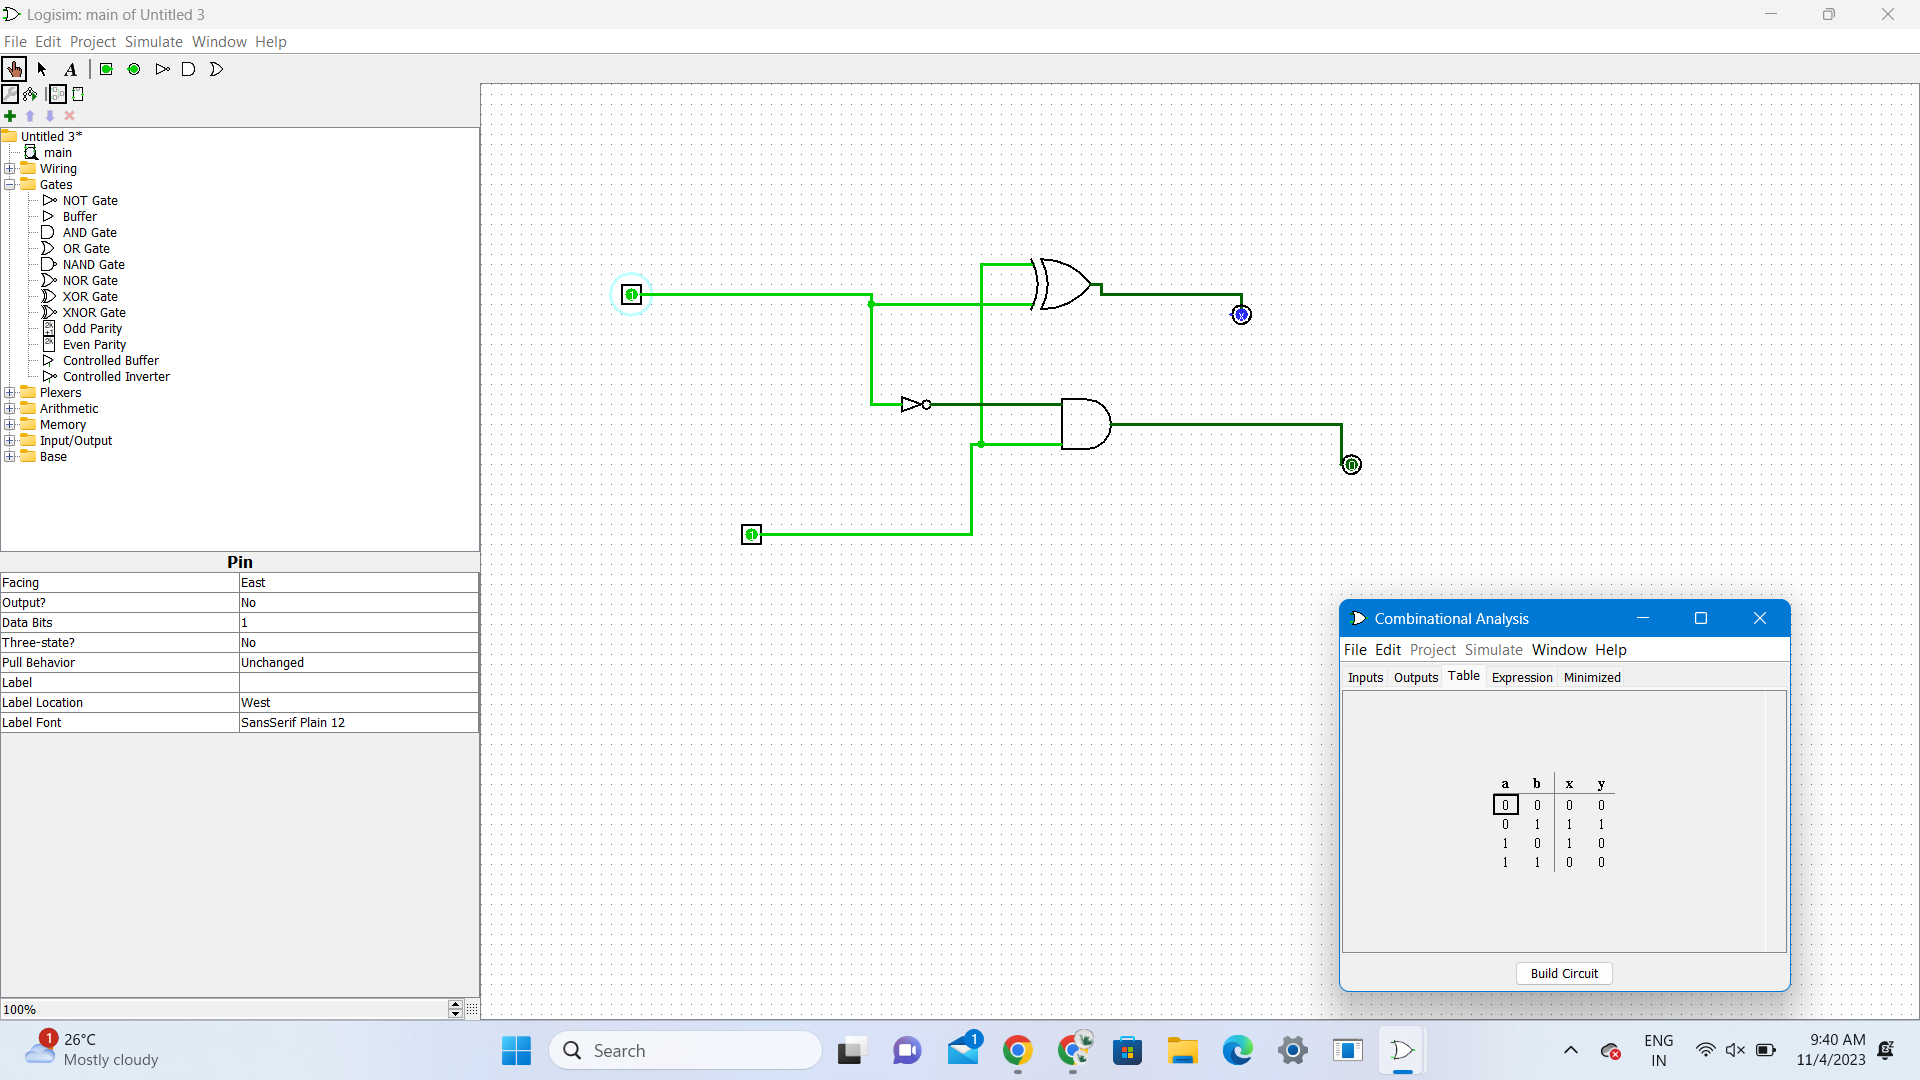 Logisim: main of Untitled 3
File Edit Project Simulate Window Help
A
Untitled 3*
main
Wiring
Gates
NOT Gate
Buffer
AND Gate
OR Gate
NAND Gate
NOR Gate
XOR Gate
XNOR Gate
Odd Parity
Even Parity
Controlled Buffer
Controlled Inverter
Plexers
Arithmetic
Memory
Input/Output
Base
Pin
Facing East
Output? No
Data Bits 1
Three-state? No
Pull Behavior Unchanged
Label
Label Location West
Label Font SansSerif Plain 12
100%
1
1
x
0
Combinational Analysis
File Edit Project Simulate Window Help
Inputs Outputs Table Expression Minimized
a b x y
0 0 0 0
0 1 1 1
1 0 1 0
1 1 0 0
Build Circuit
1
26°C
Mostly cloudy
Search
1
ENG
IN
9:40 AM
11/4/2023